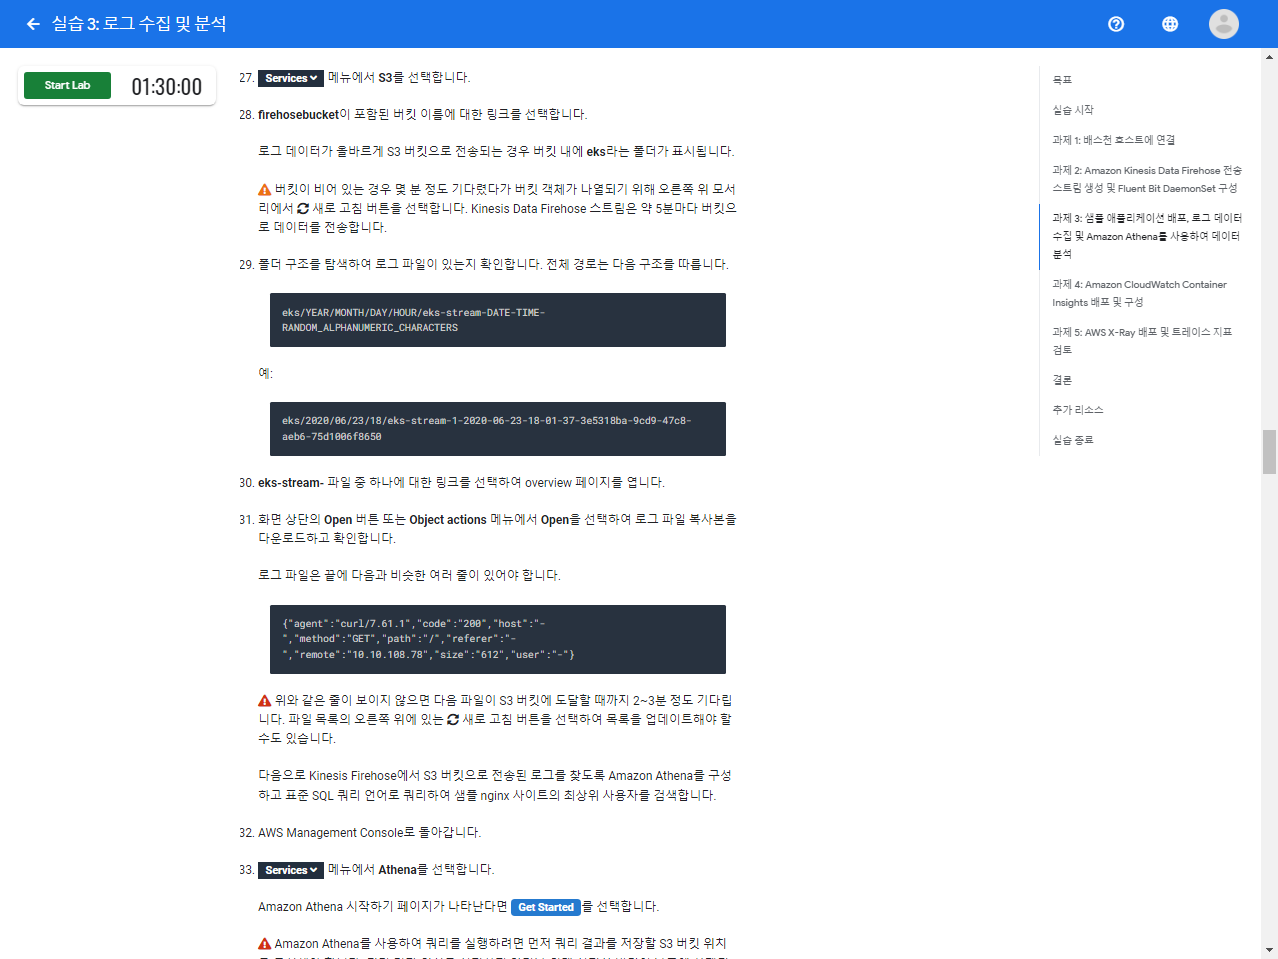 실습 3: 로그 수집 및 분석
Start Lab
01:30:00
27. Services 메뉴에서 S3를 선택합니다.
28. firehosebucket이 포함된 버킷 이름에 대한 링크를 선택합니다.
로그 데이터가 올바르게 S3 버킷으로 전송되는 경우 버킷 내에 eks라는 폴더가 표시됩니다.
버킷이 비어 있는 경우 몇 분 정도 기다렸다가 버킷 객체가 나열되기 위해 오른쪽 위 모서
리에서 새로 고침 버튼을 선택합니다. Kinesis Data Firehose 스트림은 약 5분마다 버킷으
로 데이터를 전송합니다.
29. 폴더 구조를 탐색하여 로그 파일이 있는지 확인합니다. 전체 경로는 다음 구조를 따릅니다.
eks/YEAR/MONTH/DAY/HOUR/eks-stream-DATE-TIME-
RANDOM_ALPHANUMERIC_CHARACTERS
예:
eks/2020/06/23/18/eks-stream-1-2020-06-23-18-01-37-3e5318ba-9cd9-47c8-
aeb6-75d1006f8650
30. eks-stream- 파일 중 하나에 대한 링크를 선택하여 overview 페이지를 엽니다.
31. 화면 상단의 Open 버튼 또는 Object actions 메뉴에서 Open을 선택하여 로그 파일 복사본을
다운로드하고 확인합니다.
로그 파일은 끝에 다음과 비슷한 여러 줄이 있어야 합니다.
{"agent":"curl/7.61.1","code":"200","host":"-
","method":"GET","path":"/","referer":"-
","remote":"10.10.108.78","size":"612","user":"-"}
위와 같은 줄이 보이지 않으면 다음 파일이 S3 버킷에 도달할 때까지 2~3분 정도 기다립
니다. 파일 목록의 오른쪽 위에 있는 새로 고침 버튼을 선택하여 목록을 업데이트해야 할
수도 있습니다.
다음으로 Kinesis Firehose에서 S3 버킷으로 전송된 로그를 찾도록 Amazon Athena를 구성
하고 표준 SQL 쿼리 언어로 쿼리하여 샘플 nginx 사이트의 최상위 사용자를 검색합니다.
32. AWS Management Console로 돌아갑니다.
33. Services 메뉴에서 Athena를 선택합니다.
Amazon Athena 시작하기 페이지가 나타난다면 Get Started를 선택합니다.
Amazon Athena를 사용하여 쿼리를 실행하려면 먼저 쿼리 결과를 저장할 S3 버킷 위치
목표
실습 시작
과제 1: 배스천 호스트에 연결
과제 2: Amazon Kinesis Data Firehose 전송
스트림 생성 및 Fluent Bit DaemonSet 구성
과제 3: 샘플 애플리케이션 배포, 로그 데이터
수집 및 Amazon Athena를 사용하여 데이터
분석
과제 4: Amazon CloudWatch Container
Insights 배포 및 구성
과제 5: AWS X-Ray 배포 및 트레이스 지표
검토
결론
추가 리소스
실습 종료